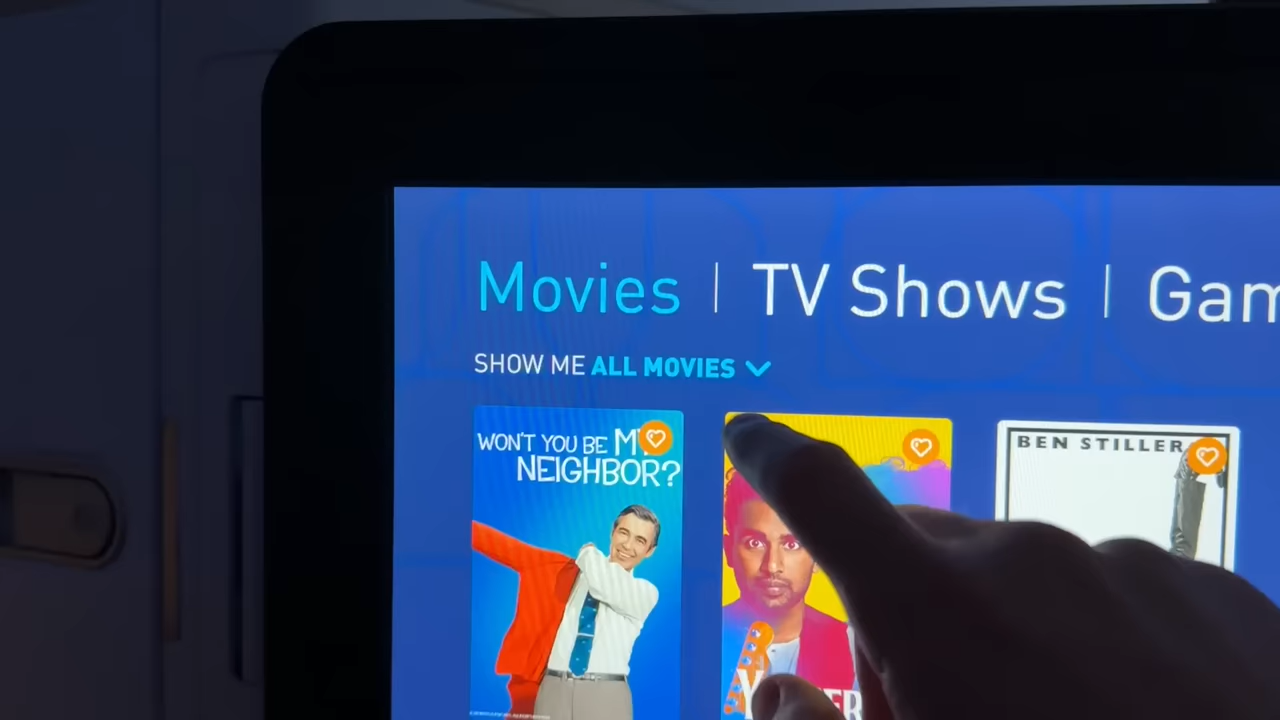 Movies | TV Shows | Gam
SHOW ME ALL MOVIES
WON'T YOU BE MY
NEIGHBOR?
BEN STILLER